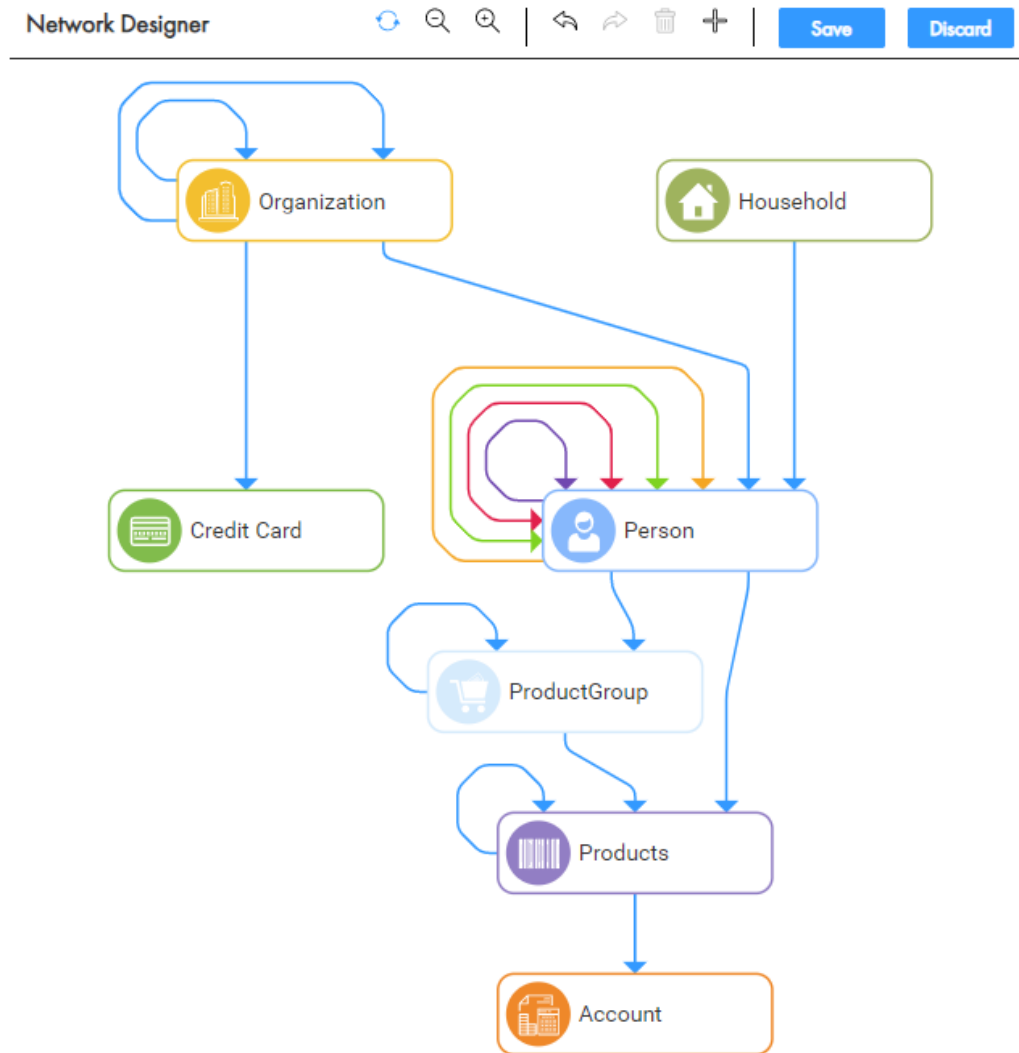 Network Designer
Save
Discard
Organization
Household
Credit Card
Person
ProductGroup
Products
Account